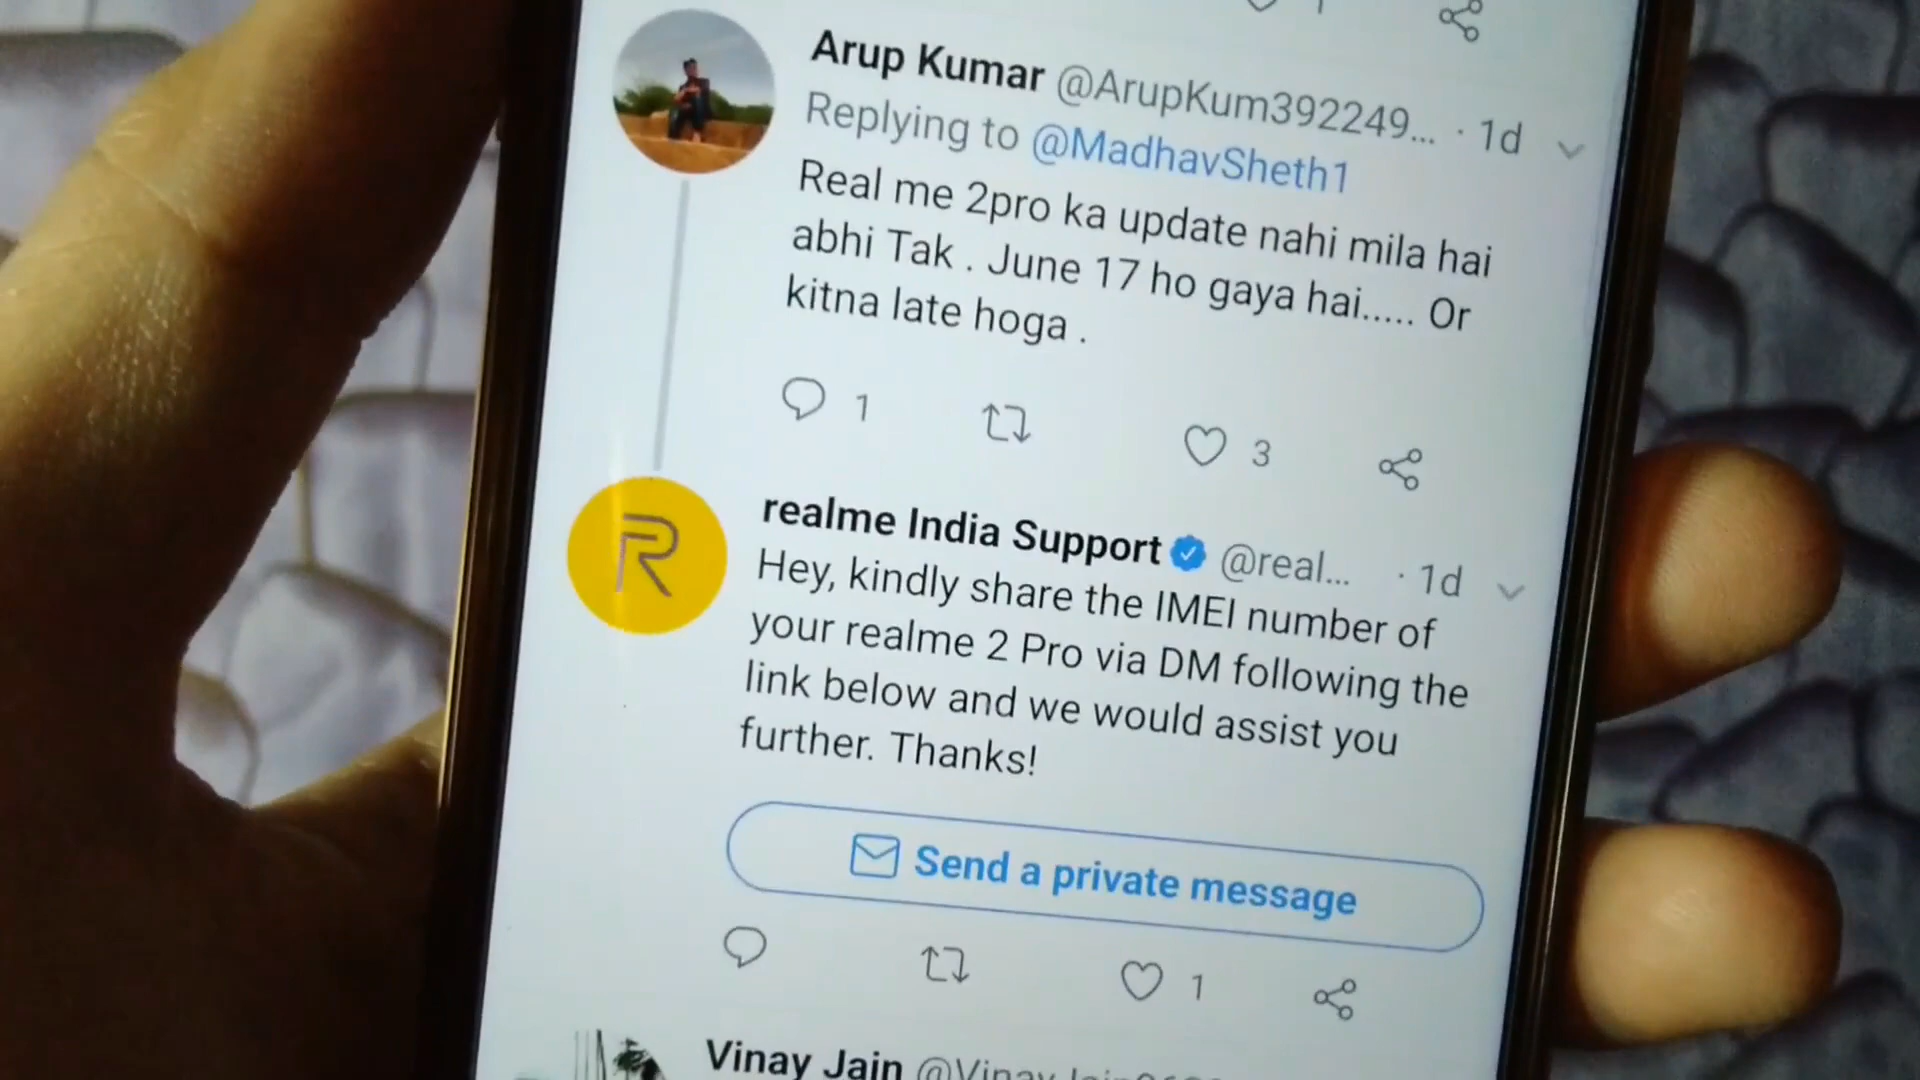 Arup Kumar @ArupKum392249... · 1d
Replying to @MadhavSheth1
Real me 2pro ka update nahi mila hai
abhi Tak . June 17 ho gaya hai..... Or
kitna late hoga .
1 3
realme India Support @real... · 1d
Hey, kindly share the IMEI number of
your realme 2 Pro via DM following the
link below and we would assist you
further. Thanks!
Send a private message
1
Vinay Jain